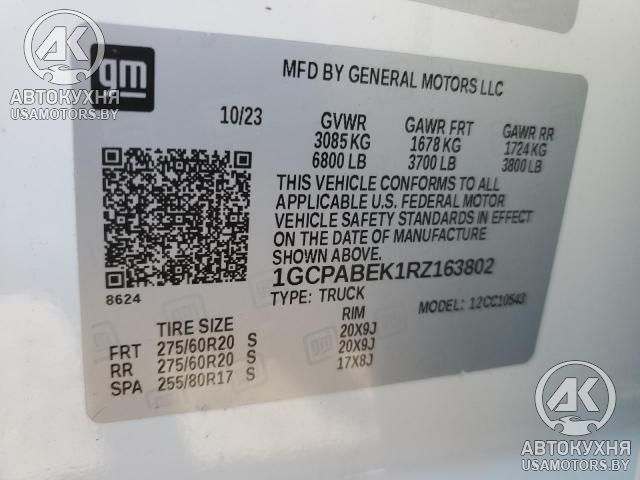 gm
MFD BY GENERAL MOTORS LLC
10/23 GVWR GAWR FRT GAWR RR
3085 KG 1678 KG 1724 KG
6800 LB 3700 LB 3800 LB
THIS VEHICLE CONFORMS TO ALL
APPLICABLE U.S. FEDERAL MOTOR
VEHICLE SAFETY STANDARDS IN EFFECT
ON THE DATE OF MANUFACTURE
SHOWN ABOVE.
1GCPABEK1RZ163802
8624
TYPE: TRUCK MODEL: 12CC10543
TIRE SIZE RIM
FRT 275/60R20 S 20X9J
RR 275/60R20 S 20X9J
SPA 255/80R17 S 17X8J
AK
АВТОКУХНЯ
USAMOTORS.BY
AK
АВТОКУХНЯ
USAMOTORS.BY